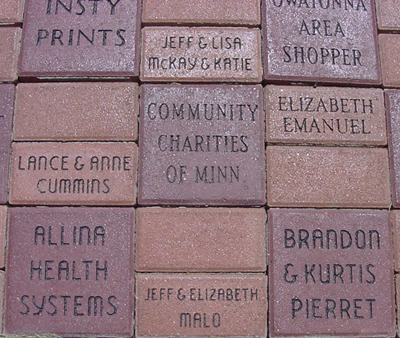 INSTY
PRINTS
JEFF & LISA
McKAY & KATIE
OWATONNA
AREA
SHOPPER
COMMUNITY
CHARITIES
OF MINN
ELIZABETH
EMANUEL
LANCE & ANNE
CUMMINS
ALLINA
HEALTH
SYSTEMS
JEFF & ELIZABETH
MALO
BRANDON
& KURTIS
PIERRET